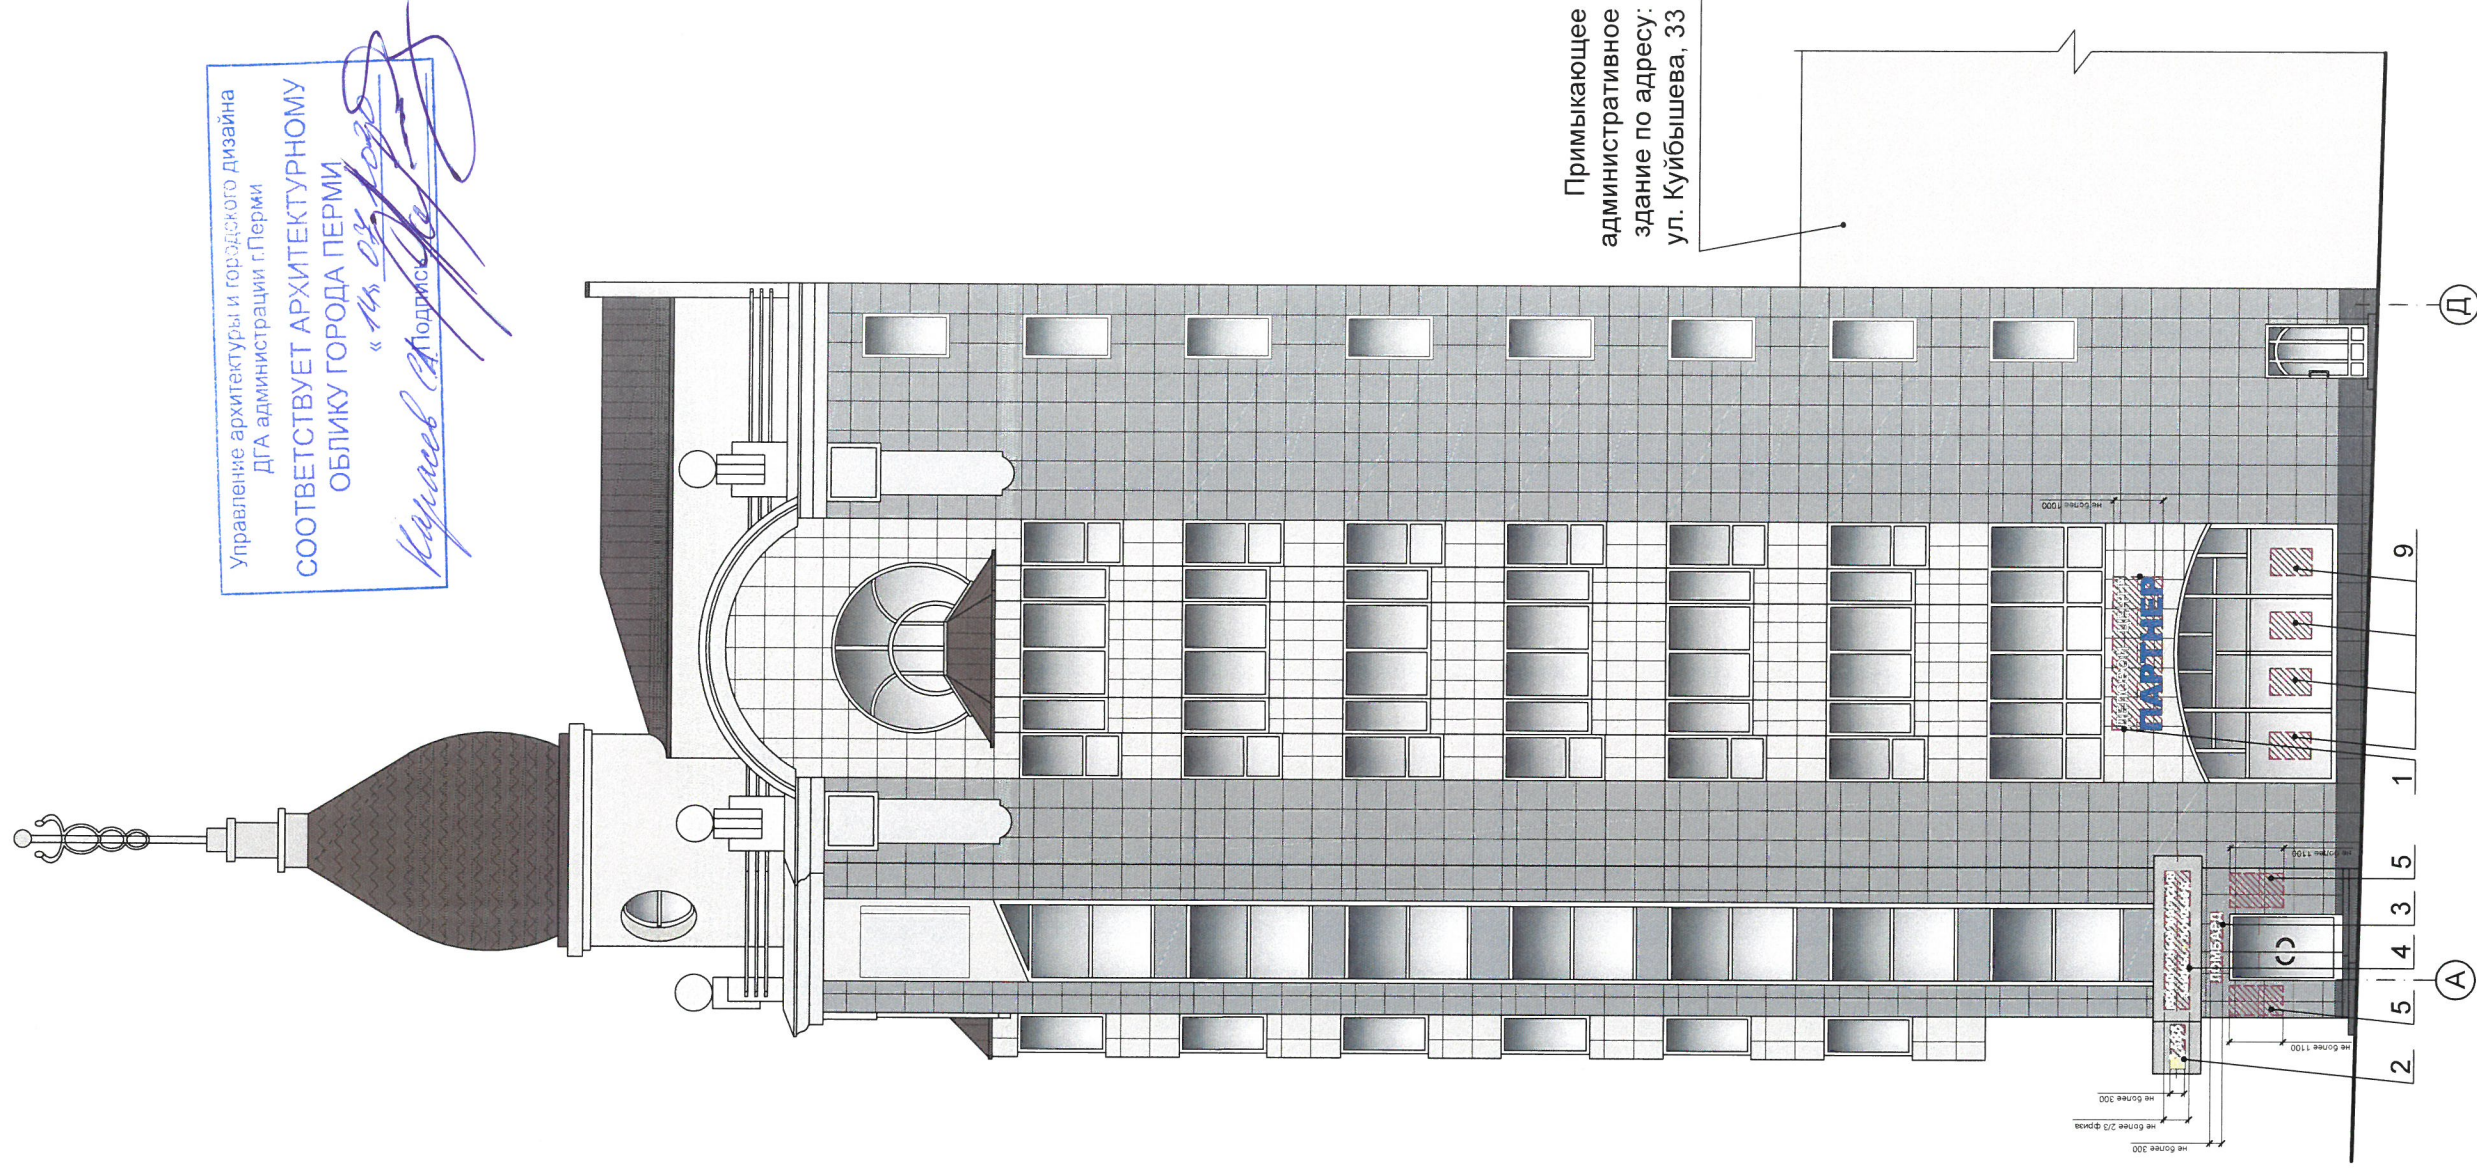 Управление архитектуры и городского дизайна
ДГА администрации г.Перми
СООТВЕТСТВУЕТ АРХИТЕКТУРНОМУ
ОБЛИКУ ГОРОДА ПЕРМИ
« 14 »
Подпись
Примыкающее
административное
здание по адресу:
ул. Куйбышева, 33
не более 1000
ПАРТНЕР
ЛОМБАРД
не более 1100
не более 1100
не более 300
не более 2/3 фриза
не более 300
2
5
4
3
5
1
9
А
Д